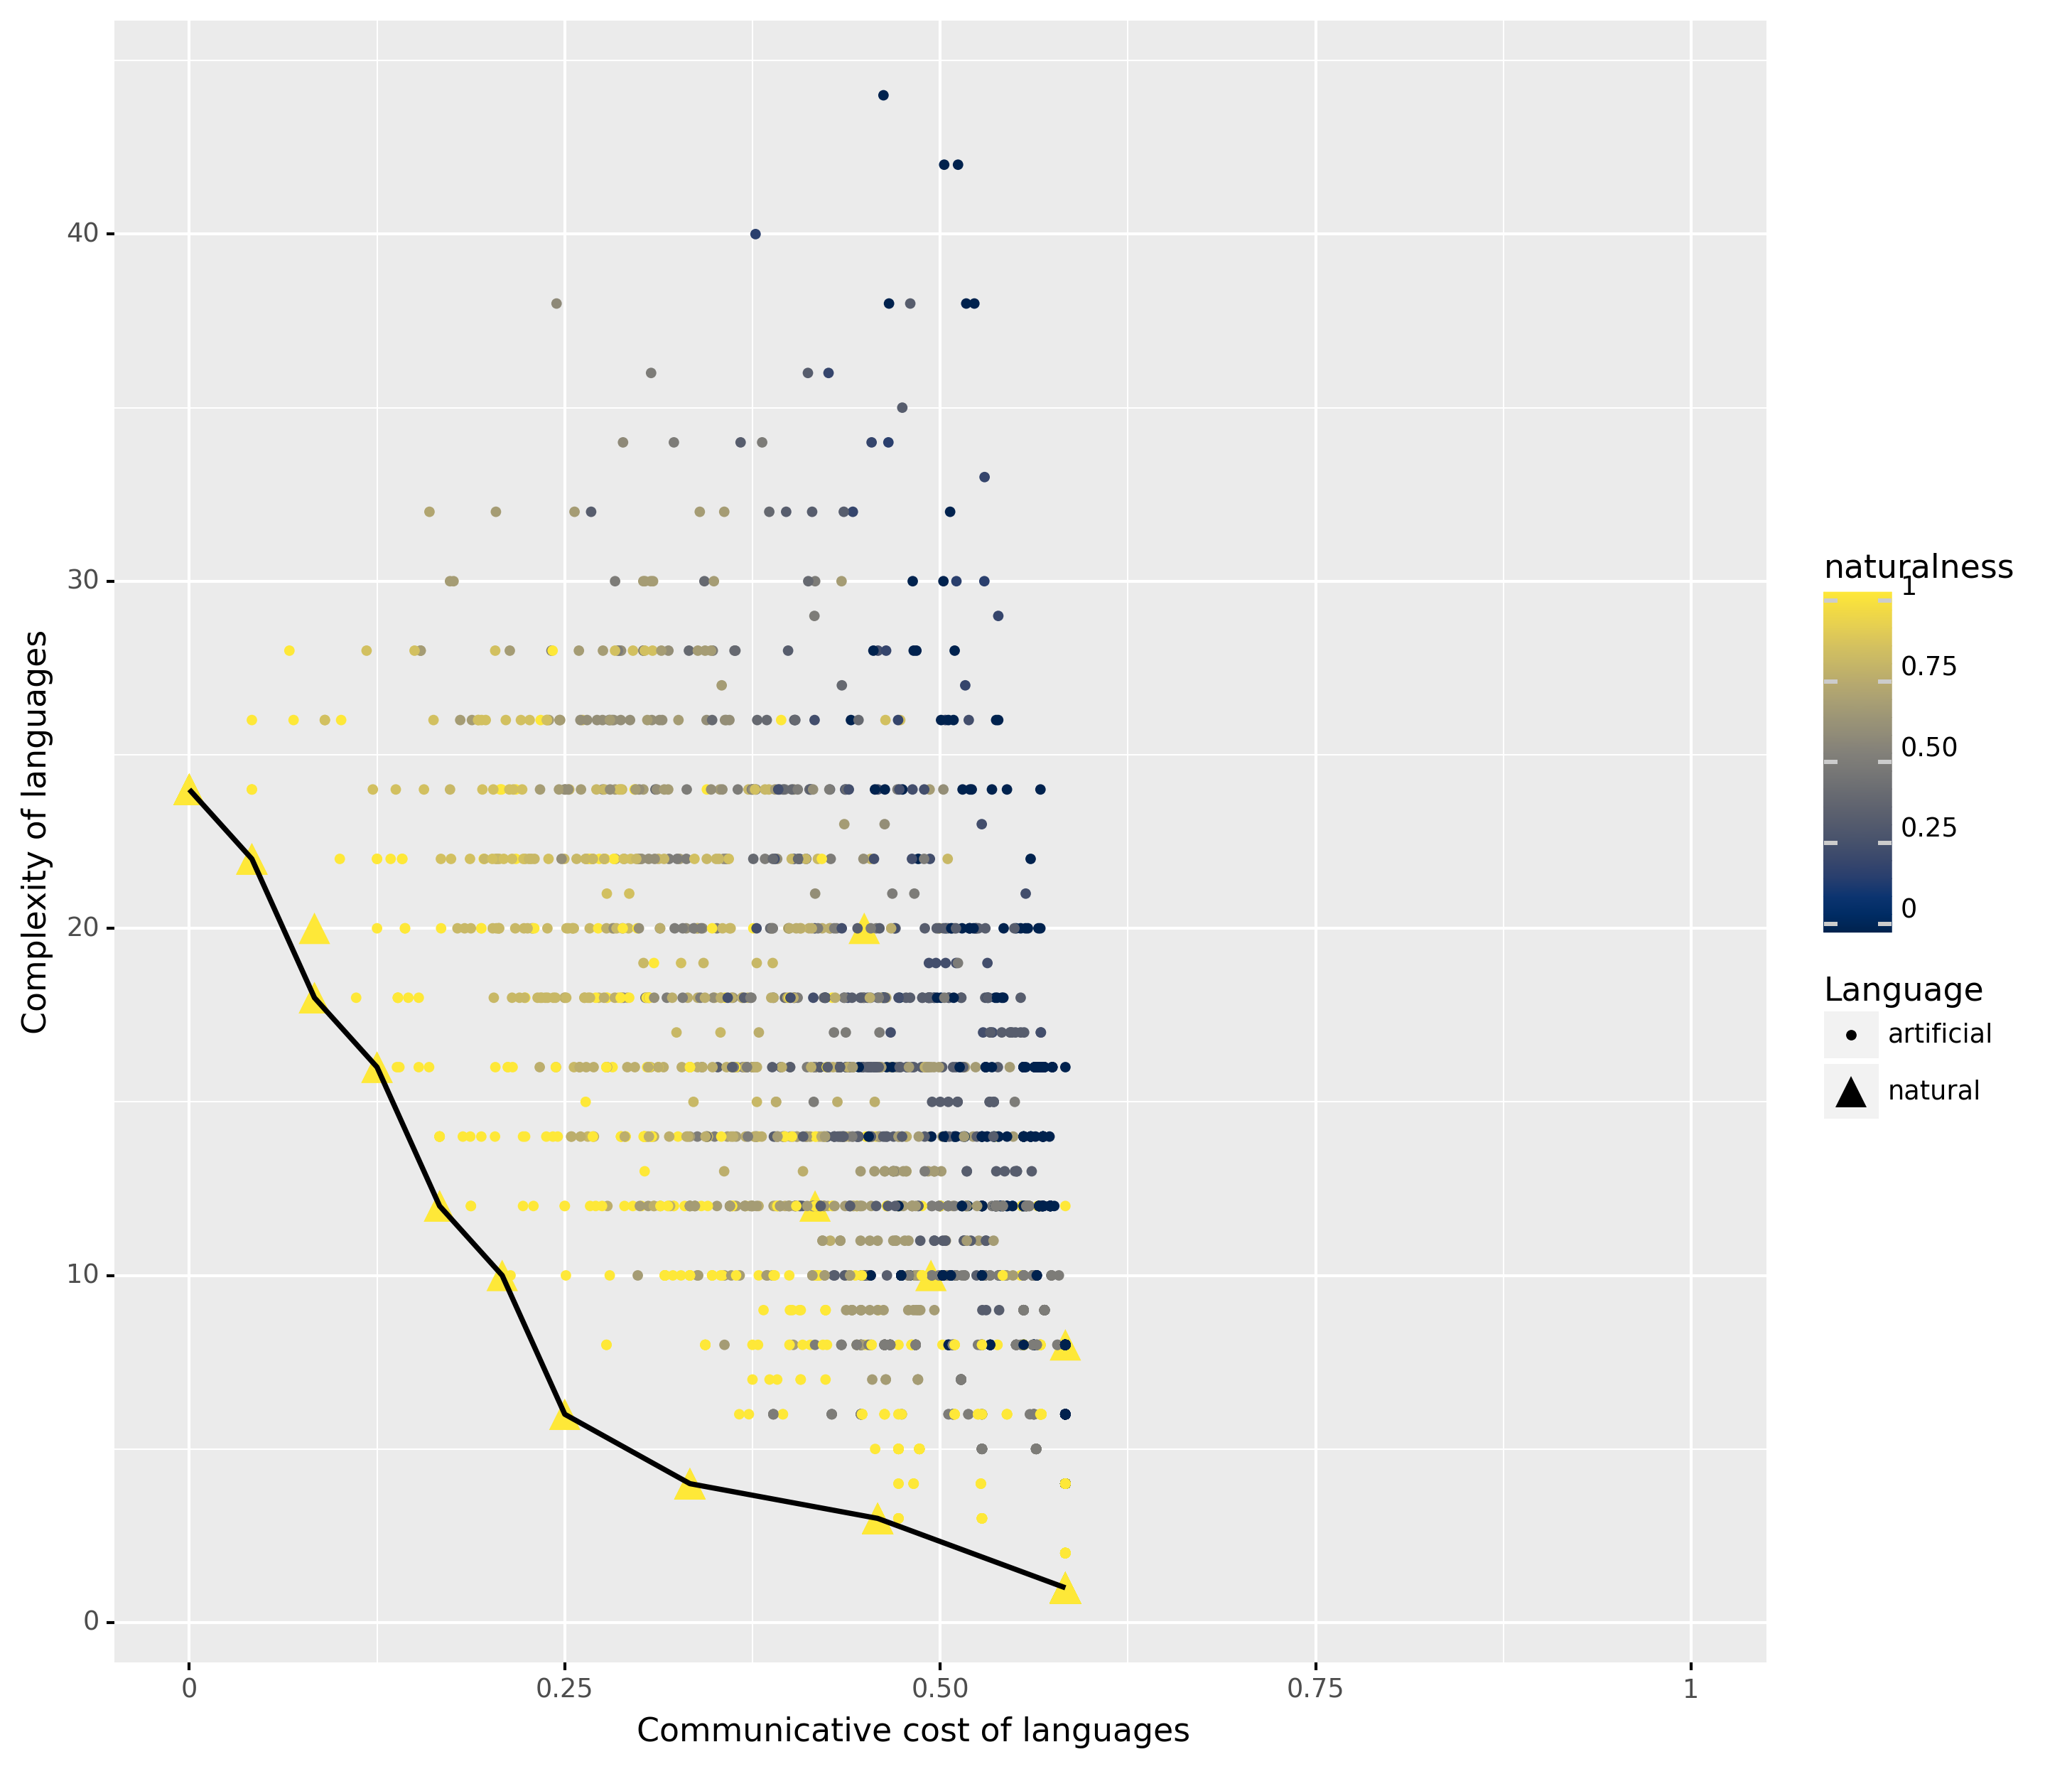 Complexity of languages
40
30
20
10
0
0 0.25 0.50 0.75 1
Communicative cost of languages
naturalness
1
0.75
0.50
0.25
0
Language
artificial
natural